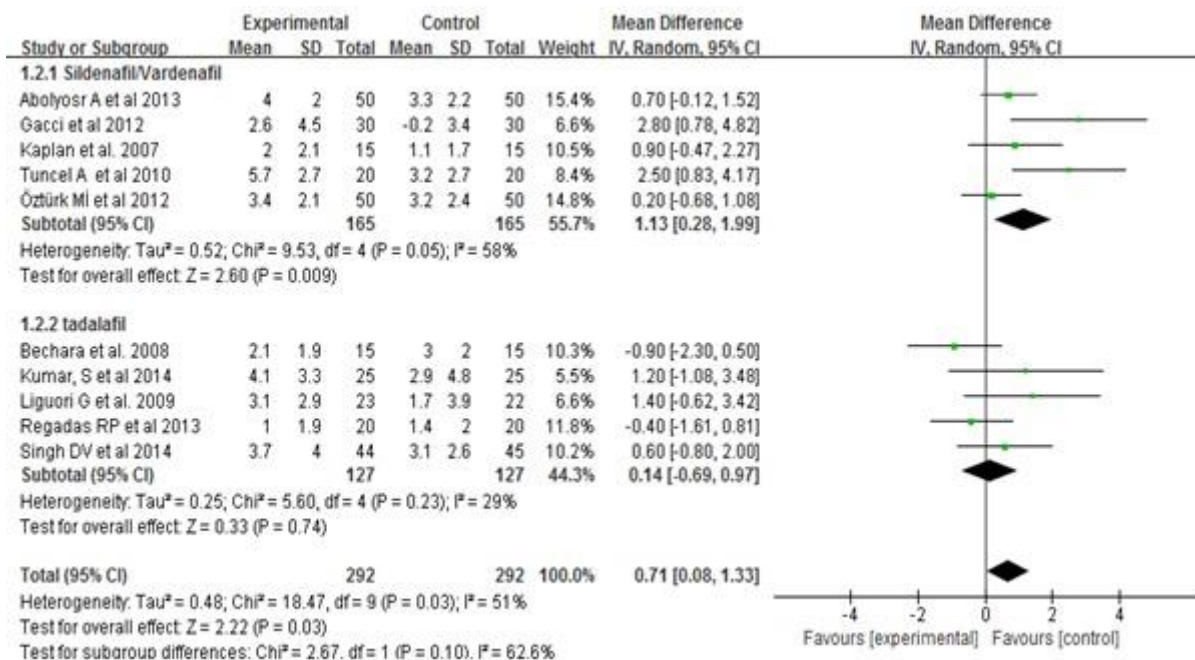 Experimental Control Mean Difference Mean Difference
Study or Subgroup Mean SD Total Mean SD Total Weight IV, Random, 95% CI IV, Random, 95% CI
1.2.1 Sildenafil/Vardenafil
Abolyosr A et al 2013 4 2 50 3.3 2.2 50 15.4% 0.70 [-0.12, 1.52]
Gacci et al 2012 2.6 4.5 30 -0.2 3.4 30 6.6% 2.80 [0.78, 4.82]
Kaplan et al. 2007 2 2.1 15 1.1 1.7 15 10.5% 0.90 [-0.47, 2.27]
Tuncel A et al 2010 5.7 2.7 20 3.2 2.7 20 8.4% 2.50 [0.83, 4.17]
Öztürk Mİ et al 2012 3.4 2.1 50 3.2 2.4 50 14.8% 0.20 [-0.68, 1.08]
Subtotal (95% CI) 165 165 55.7% 1.13 [0.28, 1.99]
Heterogeneity: Tau² = 0.52; Chi² = 9.53, df = 4 (P = 0.05); I² = 58%
Test for overall effect: Z = 2.60 (P = 0.009)
1.2.2 tadalafil
Bechara et al. 2008 2.1 1.9 15 3 2 15 10.3% -0.90 [-2.30, 0.50]
Kumar, S et al 2014 4.1 3.3 25 2.9 4.8 25 5.5% 1.20 [-1.08, 3.48]
Liguori G et al. 2009 3.1 2.9 23 1.7 3.9 22 6.6% 1.40 [-0.62, 3.42]
Regadas RP et al 2013 1 1.9 20 1.4 2 20 11.8% -0.40 [-1.61, 0.81]
Singh DV et al 2014 3.7 4 44 3.1 2.6 45 10.2% 0.60 [-0.80, 2.00]
Subtotal (95% CI) 127 127 44.3% 0.14 [-0.69, 0.97]
Heterogeneity: Tau² = 0.25; Chi² = 5.60, df = 4 (P = 0.23); I² = 29%
Test for overall effect: Z = 0.33 (P = 0.74)
Total (95% CI) 292 292 100.0% 0.71 [0.08, 1.33]
Heterogeneity: Tau² = 0.48; Chi² = 18.47, df = 9 (P = 0.03); I² = 51%
Test for overall effect: Z = 2.22 (P = 0.03)
Test for subgroup differences: Chi² = 2.67, df = 1 (P = 0.10), I² = 62.6%
-4 -2 0 2 4
Favours [experimental] Favours [control]